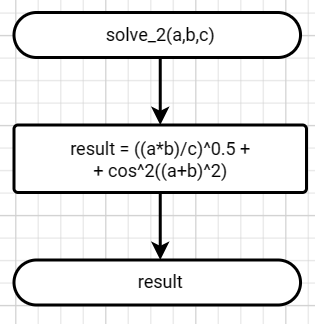 solve_2(a,b,c)
result = ((a*b)/c)^0.5 +
+ cos^2((a+b)^2)
result